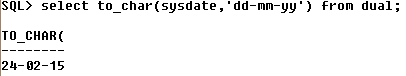 SQL> select to_char(sysdate,'dd-mm-yy') from dual;
TO_CHAR(
--------
24-02-15